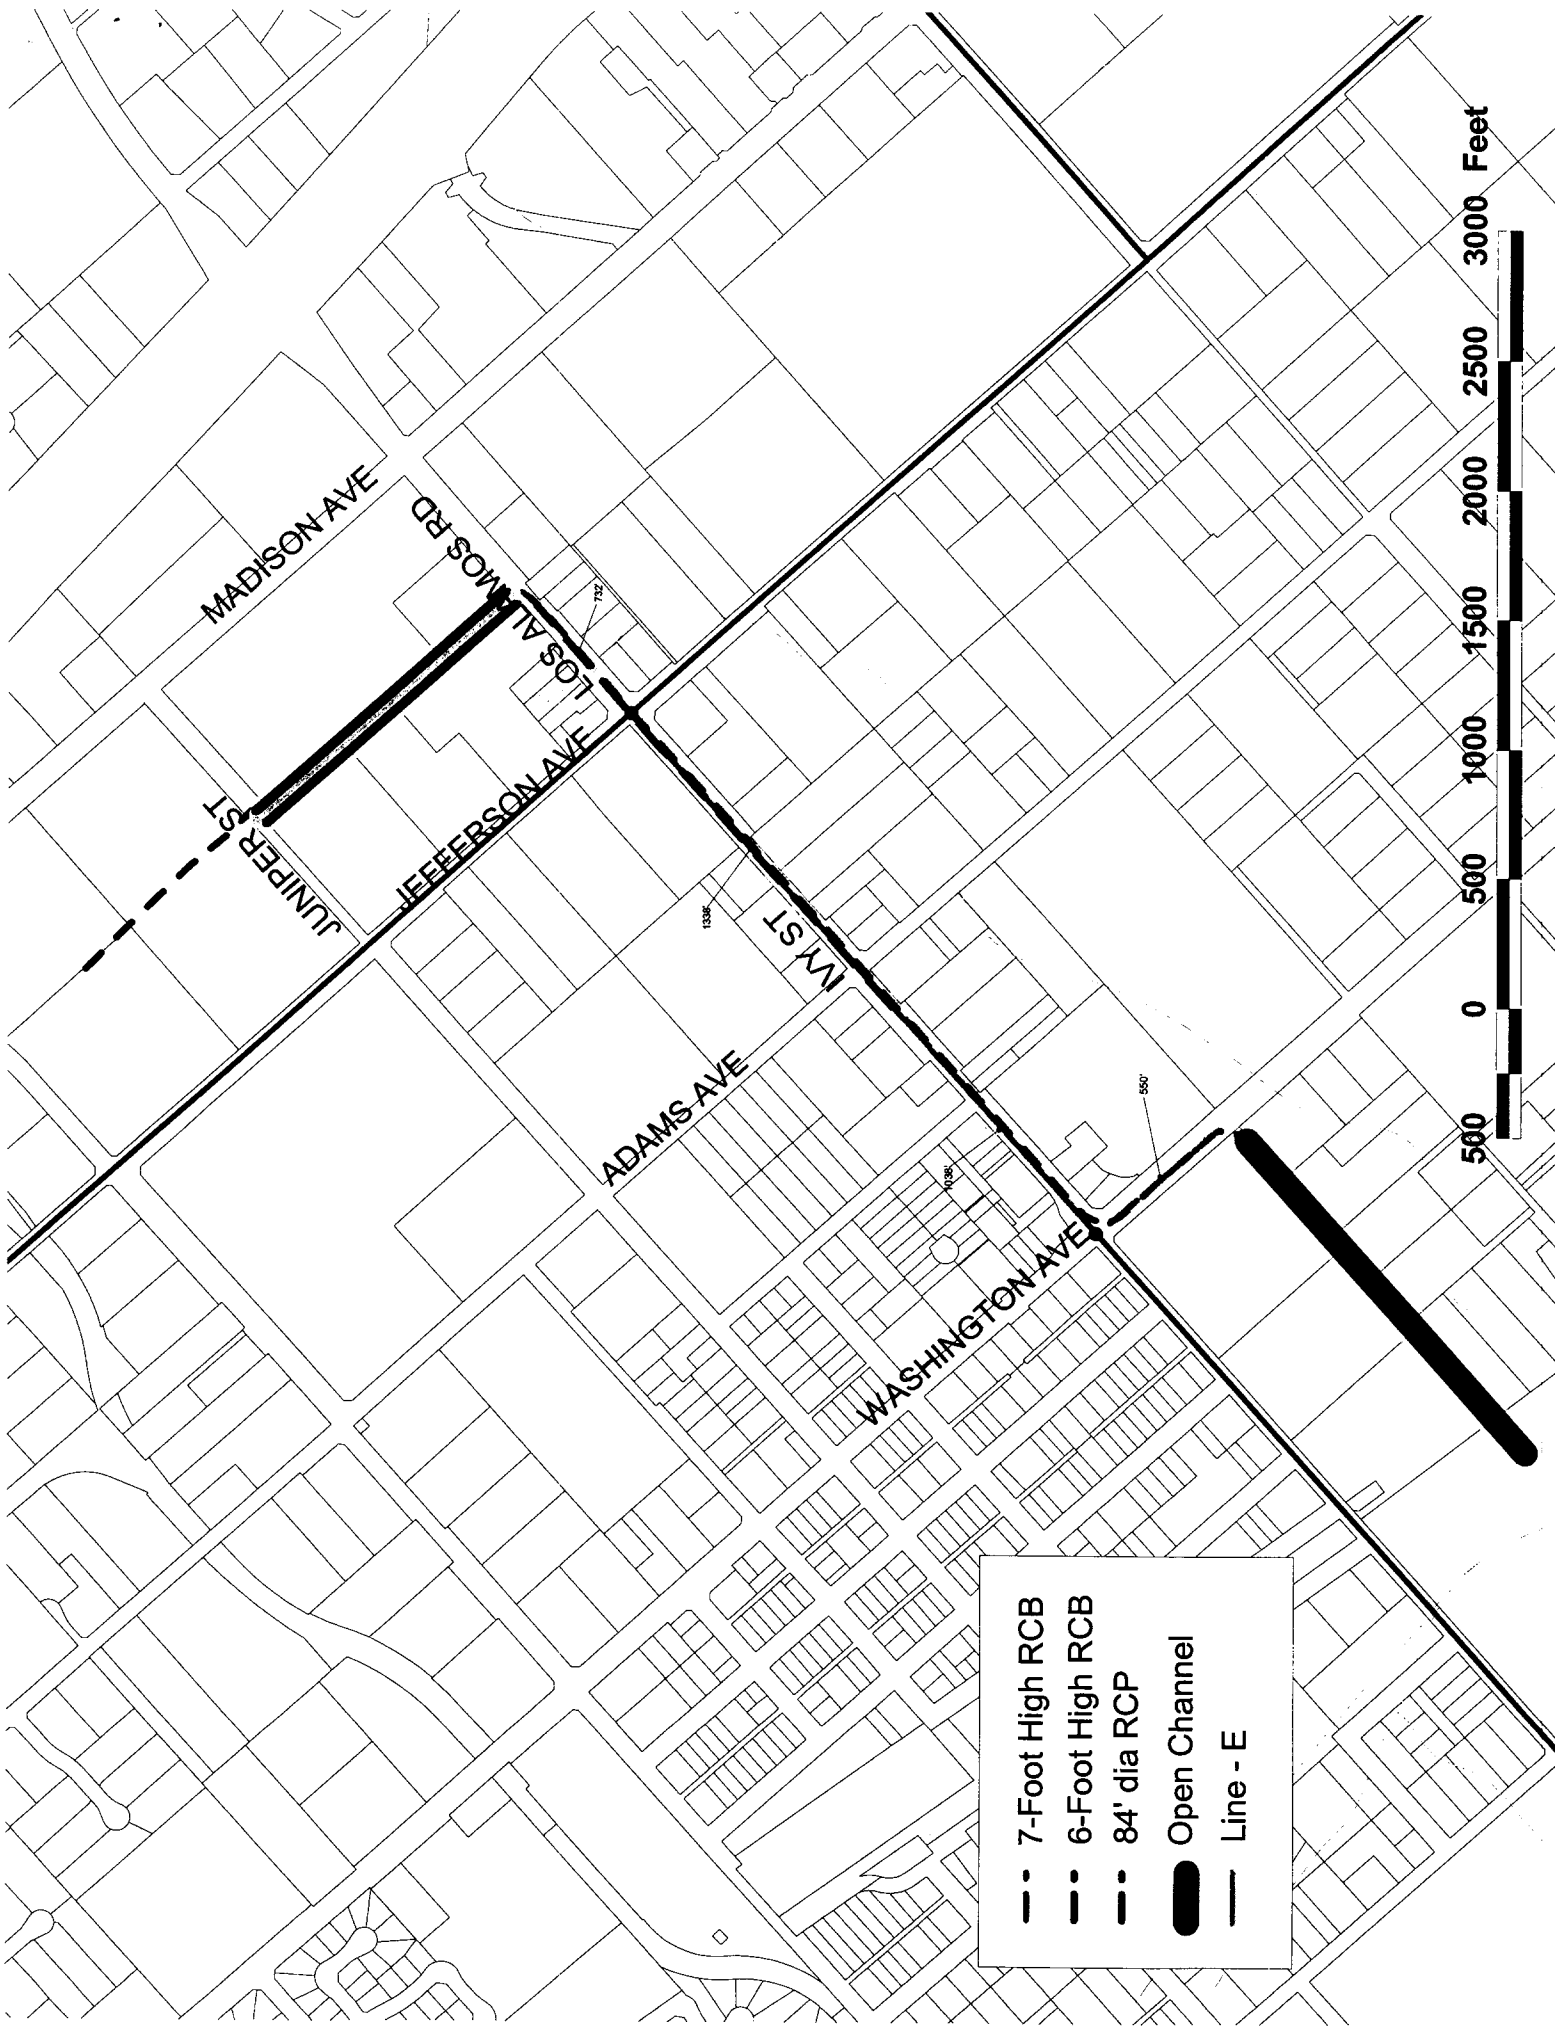 MADISON AVE
LOS ALAMOS RD
JUNIPER ST
JEFFERSON AVE
IVY ST
ADAMS AVE
WASHINGTON AVE
732'
1338'
1036'
550'
7-Foot High RCB
6-Foot High RCB
84' dia RCP
Open Channel
Line - E
500 0 500 1000 1500 2000 2500 3000 Feet